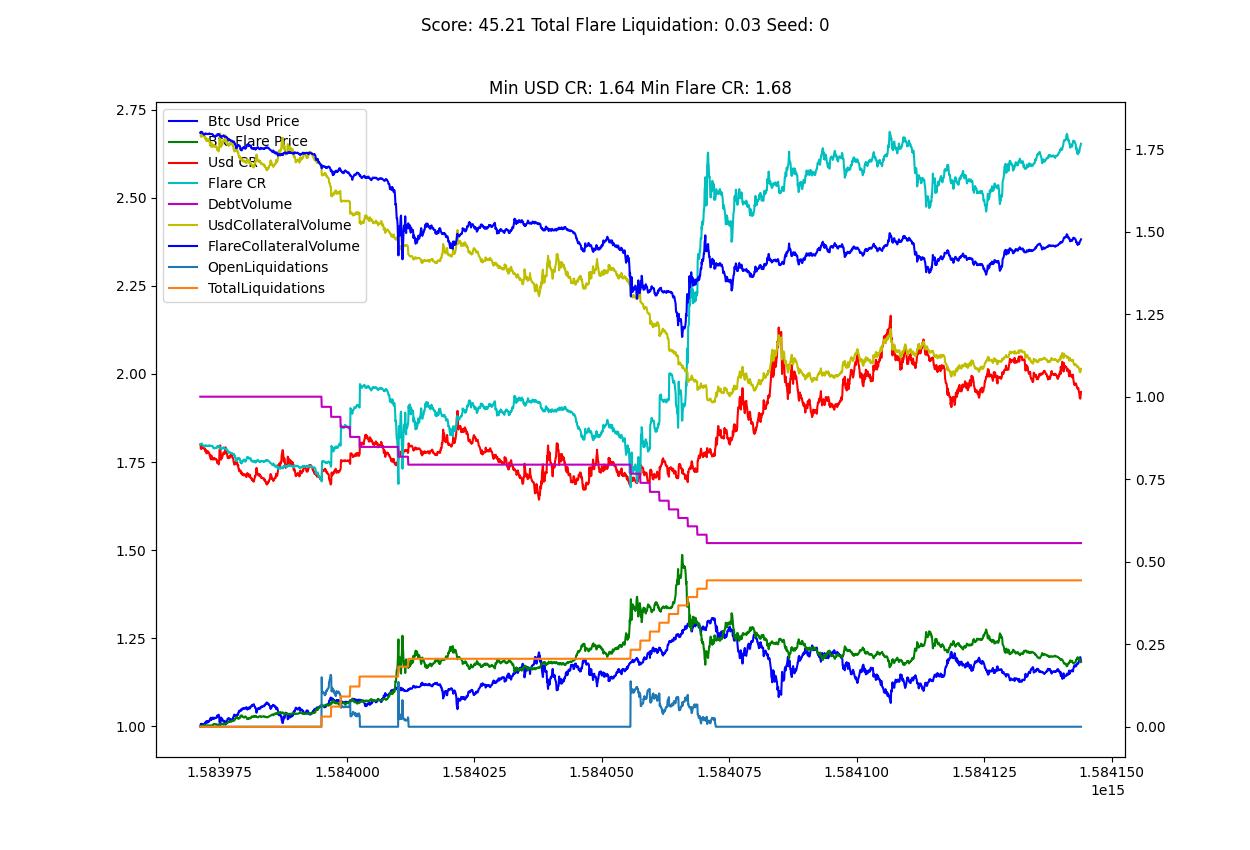 Score: 45.21 Total Flare Liquidation: 0.03 Seed: 0
Min USD CR: 1.64 Min Flare CR: 1.68
Btc Usd Price
Btc Flare Price
Usd CR
Flare CR
DebtVolume
UsdCollateralVolume
FlareCollateralVolume
OpenLiquidations
TotalLiquidations
2.75
2.50
2.25
2.00
1.75
1.50
1.25
1.00
1.75
1.50
1.25
1.00
0.75
0.50
0.25
0.00
1.583975 1.584000 1.584025 1.584050 1.584075 1.584100 1.584125 1.584150
1e15